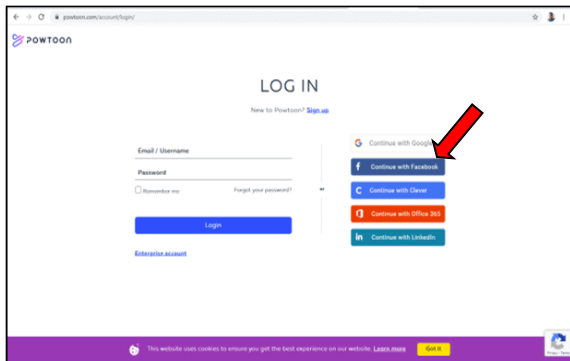 powtoon.com/account/login/
POWTOON
LOG IN
New to Powtoon? Sign up
Email / Username
Password
Remember me Forgot your password?
Login
Enterprise account
or
Continue with Google
Continue with Facebook
Continue with Clever
Continue with Office 365
Continue with LinkedIn
This website uses cookies to ensure you get the best experience on our website. Learn more
Got it